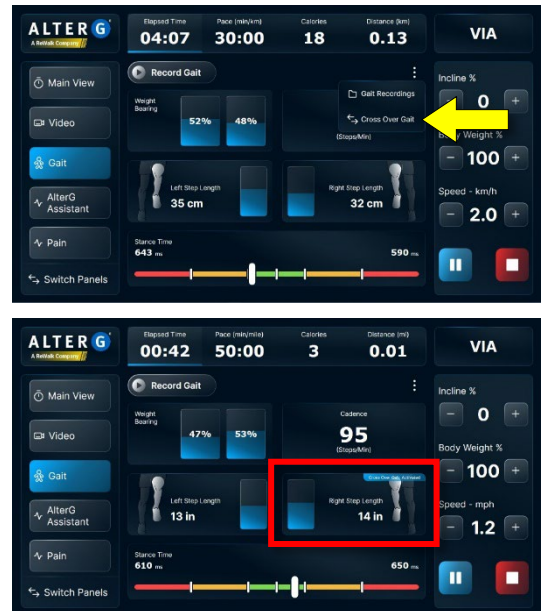 ALTER G
A ReWalk Company
Elapsed Time
04:07
Pace (min/km)
30:00
Calories
18
Distance (km)
0.13
VIA
Main View
Video
Gait
AlterG
Assistant
Pain
Switch Panels
Record Gait
Gait Recordings
Cross Over Gait
Weight
Bearing
52%
48%
(Steps/Min)
Left Step Length
35 cm
Right Step Length
32 cm
Stance Time
643 ms
590 ms
Incline %
0
Body Weight %
100
Speed - km/h
2.0
ALTER G
A ReWalk Company
Elapsed Time
00:42
Pace (min/mile)
50:00
Calories
3
Distance (mi)
0.01
VIA
Main View
Video
Gait
AlterG
Assistant
Pain
Switch Panels
Record Gait
Weight
Bearing
47%
53%
Cadence
95
(Steps/Min)
Left Step Length
13 in
Cross Over Gait Activated
Right Step Length
14 in
Stance Time
610 ms
650 ms
Incline %
0
Body Weight %
100
Speed - mph
1.2